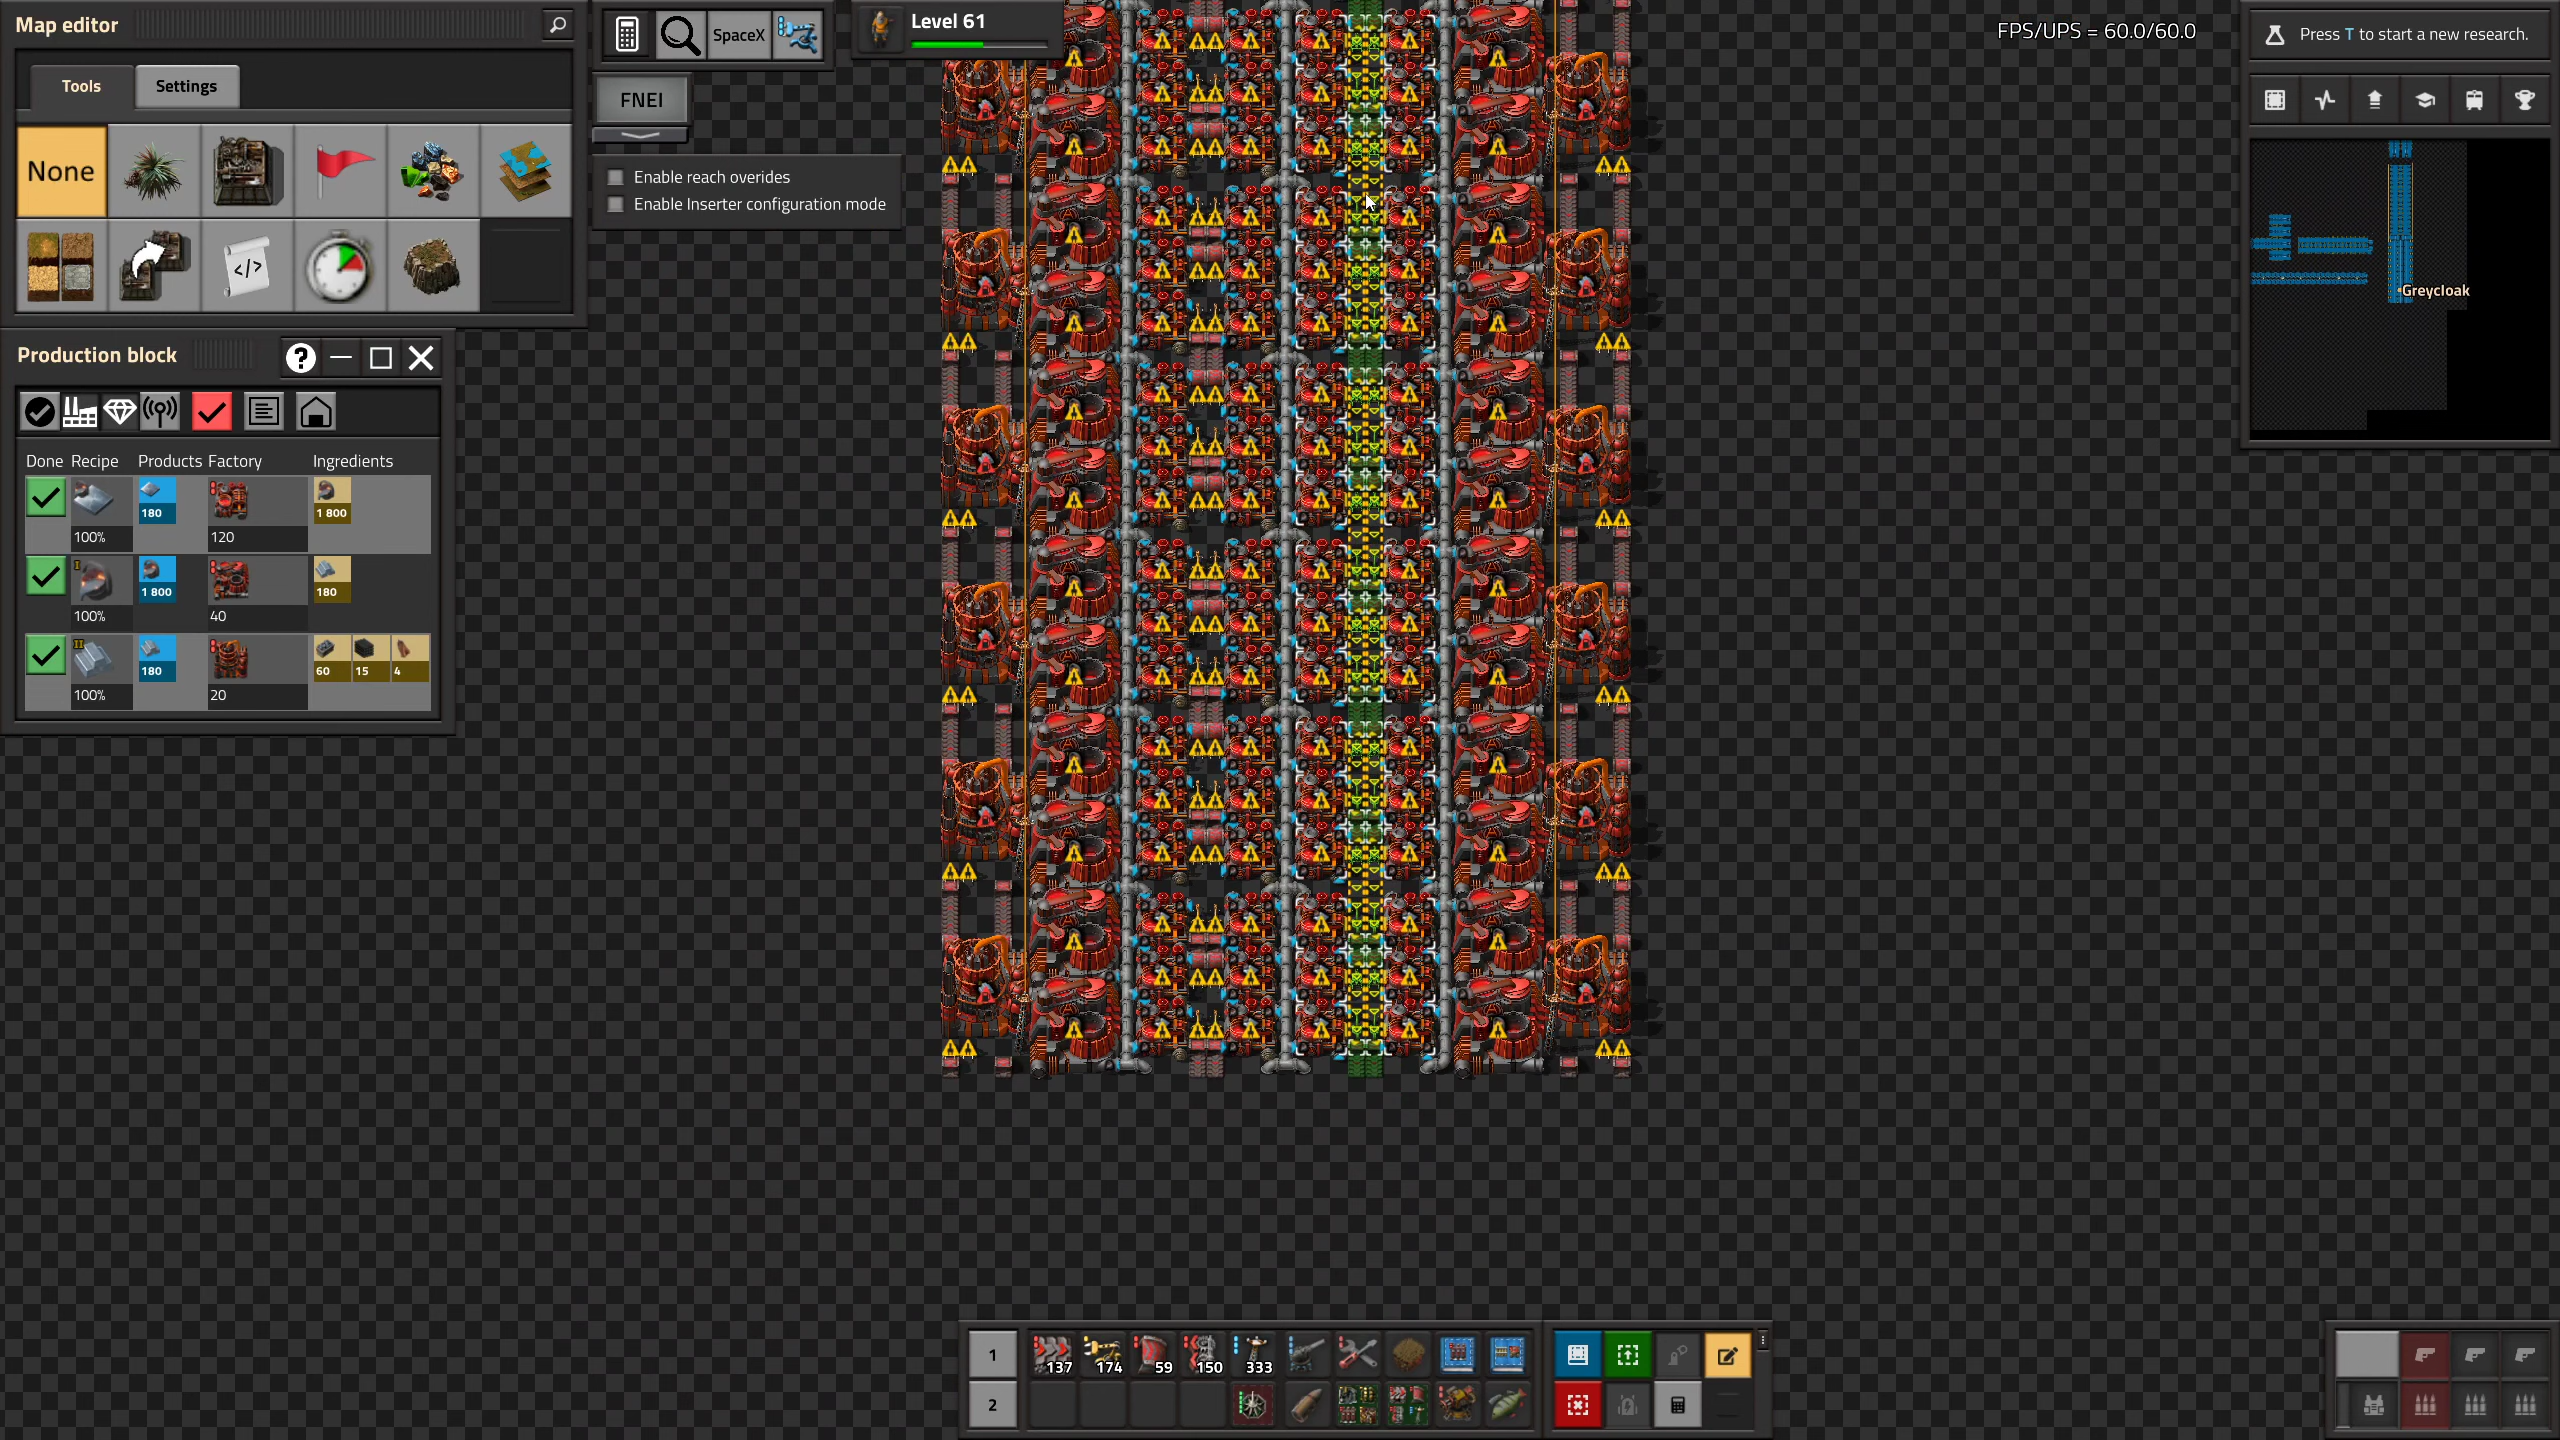 Map editor
Tools
Settings
None
</>
SpaceX
Level 61
FNEI
Enable reach overides
Enable Inserter configuration mode
FPS/UPS = 60.0/60.0
Press T to start a new research.
Greycloak
Production block
?
Done Recipe Products Factory Ingredients
180
1 800
100%
120
I
1 800
180
100%
40
II
180
60 15 4
100%
20
1
137 174 59 150 333
2